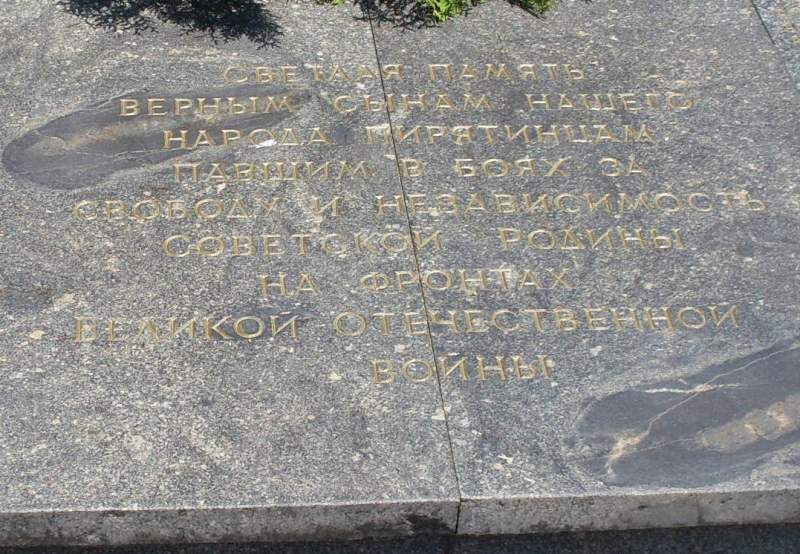 СВЕТЛАЯ ПАМЯТЬ
ВЕРНЫМ СЫНАМ НАШЕГО
НАРОДА ПИРЯТИНЦАМ
ПАВШИМ В БОЯХ ЗА
СВОБОДУ И НЕЗАВИСИМОСТЬ
СОВЕТСКОЙ РОДИНЫ
НА ФРОНТАХ
ВЕЛИКОЙ ОТЕЧЕСТВЕННОЙ
ВОЙНЫ